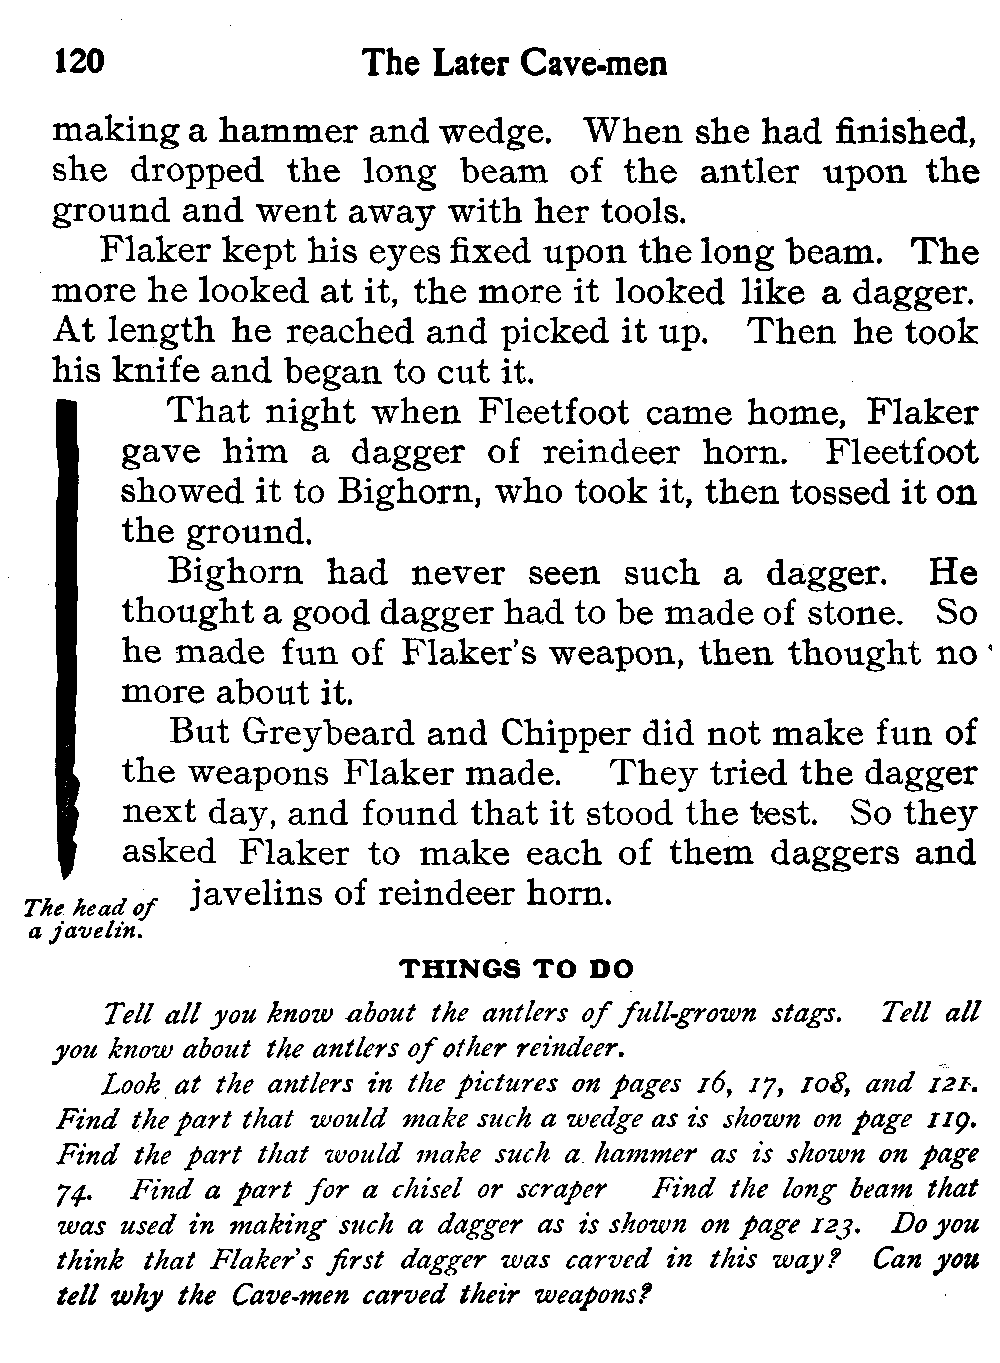 120 The Later Cave-men
making a hammer and wedge. When she had finished,
she dropped the long beam of the antler upon the
ground and went away with her tools.
Flaker kept his eyes fixed upon the long beam. The
more he looked at it, the more it looked like a dagger.
At length he reached and picked it up. Then he took
his knife and began to cut it.
That night when Fleetfoot came home, Flaker
gave him a dagger of reindeer horn. Fleetfoot
showed it to Bighorn, who took it, then tossed it on
the ground.
Bighorn had never seen such a dagger. He
thought a good dagger had to be made of stone. So
he made fun of Flaker's weapon, then thought no
more about it.
But Greybeard and Chipper did not make fun of
the weapons Flaker made. They tried the dagger
next day, and found that it stood the test. So they
asked Flaker to make each of them daggers and
javelins of reindeer horn.
The head of
a javelin.
THINGS TO DO
Tell all you know about the antlers of full-grown stags. Tell all
you know about the antlers of other reindeer.
Look at the antlers in the pictures on pages 16, 17, 108, and 121.
Find the part that would make such a wedge as is shown on page 119.
Find the part that would make such a hammer as is shown on page
74. Find a part for a chisel or scraper Find the long beam that
was used in making such a dagger as is shown on page 123. Do you
think that Flaker's first dagger was carved in this way? Can you
tell why the Cave-men carved their weapons?